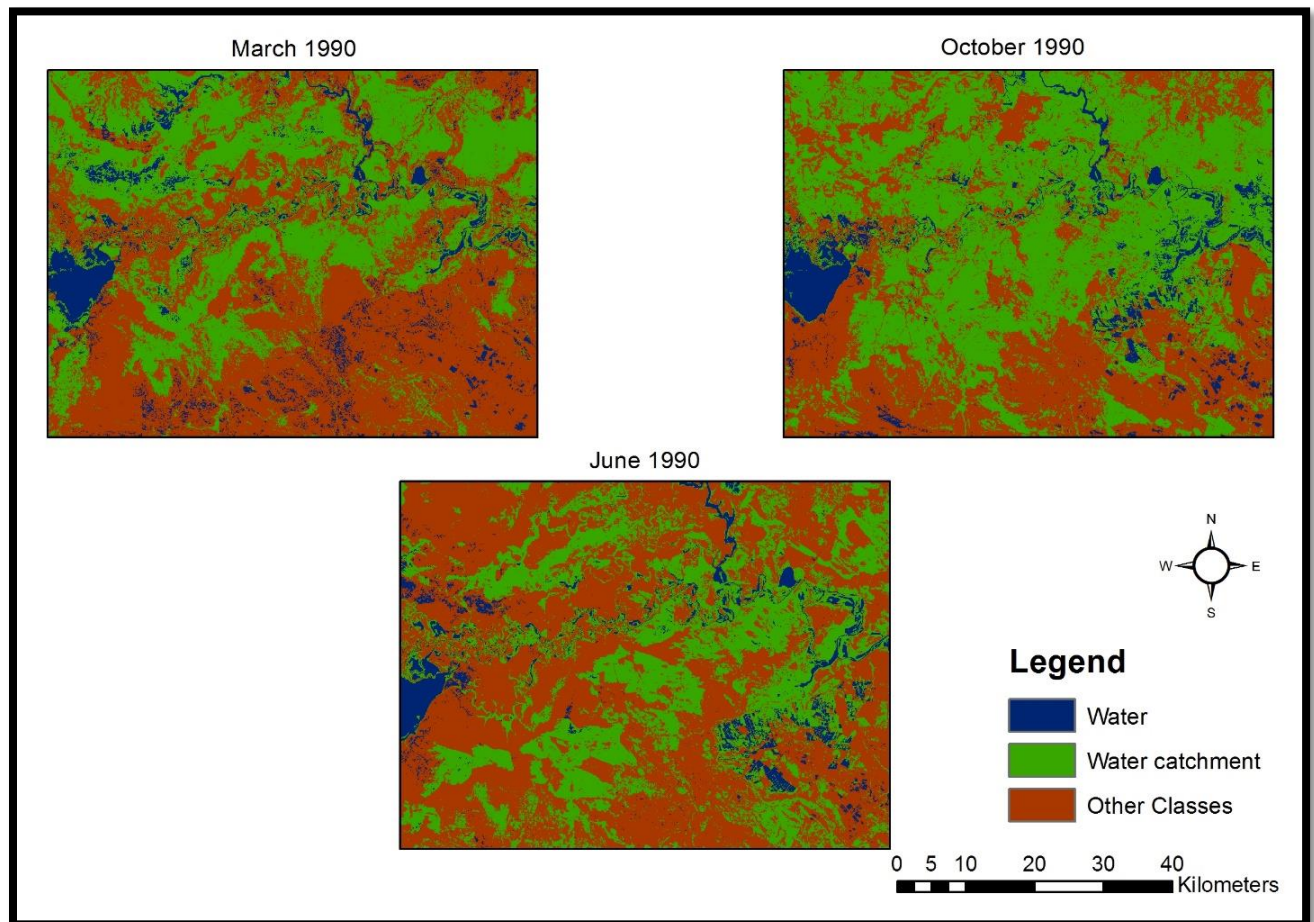 March 1990
October 1990
June 1990
N
W E
S
Legend
Water
Water catchment
Other Classes
0 5 10 20 30 40
Kilometers